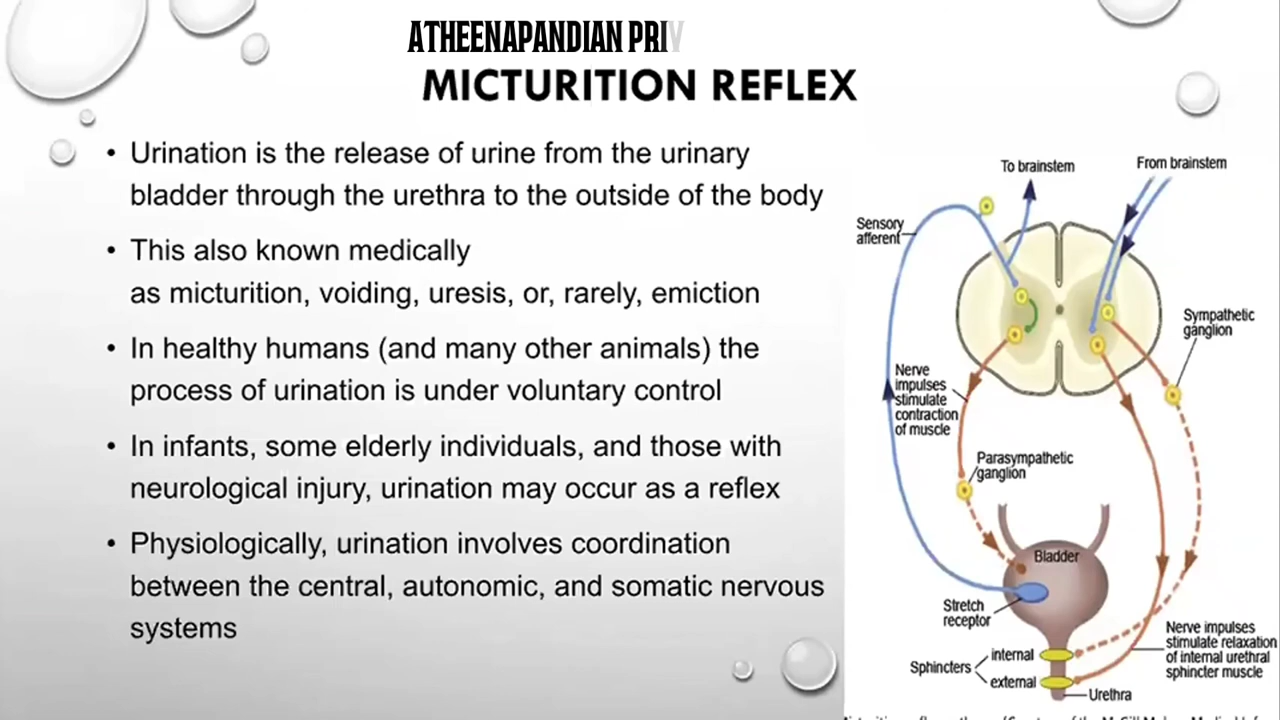 ATHEENAPANDIAN PRIV
MICTURITION REFLEX
• Urination is the release of urine from the urinary
bladder through the urethra to the outside of the body
• This also known medically
as micturition, voiding, uresis, or, rarely, emiction
• In healthy humans (and many other animals) the
process of urination is under voluntary control
• In infants, some elderly individuals, and those with
neurological injury, urination may occur as a reflex
• Physiologically, urination involves coordination
between the central, autonomic, and somatic nervous
systems
To brainstem
From brainstem
Sensory
afferent
Sympathetic
ganglion
Nerve
impulses
stimulate
contraction
of muscle
Parasympathetic
ganglion
Bladder
Stretch
receptor
Nerve impulses
stimulate relaxation
of internal urethral
sphincter muscle
Sphincters
internal
external
Urethra